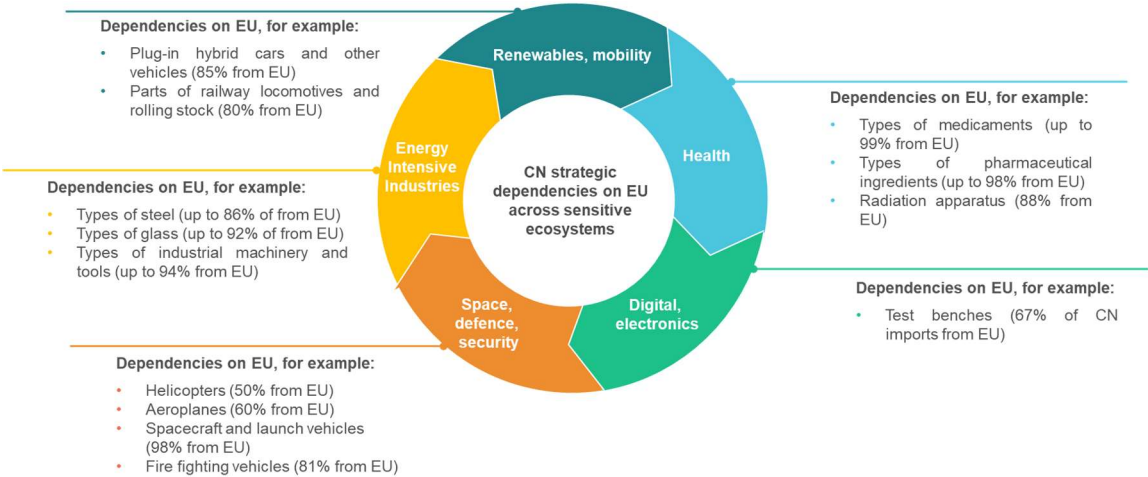 Dependencies on EU, for example:
• Plug-in hybrid cars and other
vehicles (85% from EU)
• Parts of railway locomotives and
rolling stock (80% from EU)
Renewables, mobility
Dependencies on EU, for example:
• Types of medicaments (up to
99% from EU)
• Types of pharmaceutical
ingredients (up to 98% from EU)
• Radiation apparatus (88% from
EU)
Health
Energy
Intensive
Industries
CN strategic
dependencies on EU
across sensitive
ecosystems
Dependencies on EU, for example:
• Types of steel (up to 86% of from EU)
• Types of glass (up to 92% of from EU)
• Types of industrial machinery and
tools (up to 94% from EU)
Dependencies on EU, for example:
• Test benches (67% of CN
imports from EU)
Digital,
electronics
Space,
defence,
security
Dependencies on EU, for example:
• Helicopters (50% from EU)
• Aeroplanes (60% from EU)
• Spacecraft and launch vehicles
(98% from EU)
• Fire fighting vehicles (81% from EU)